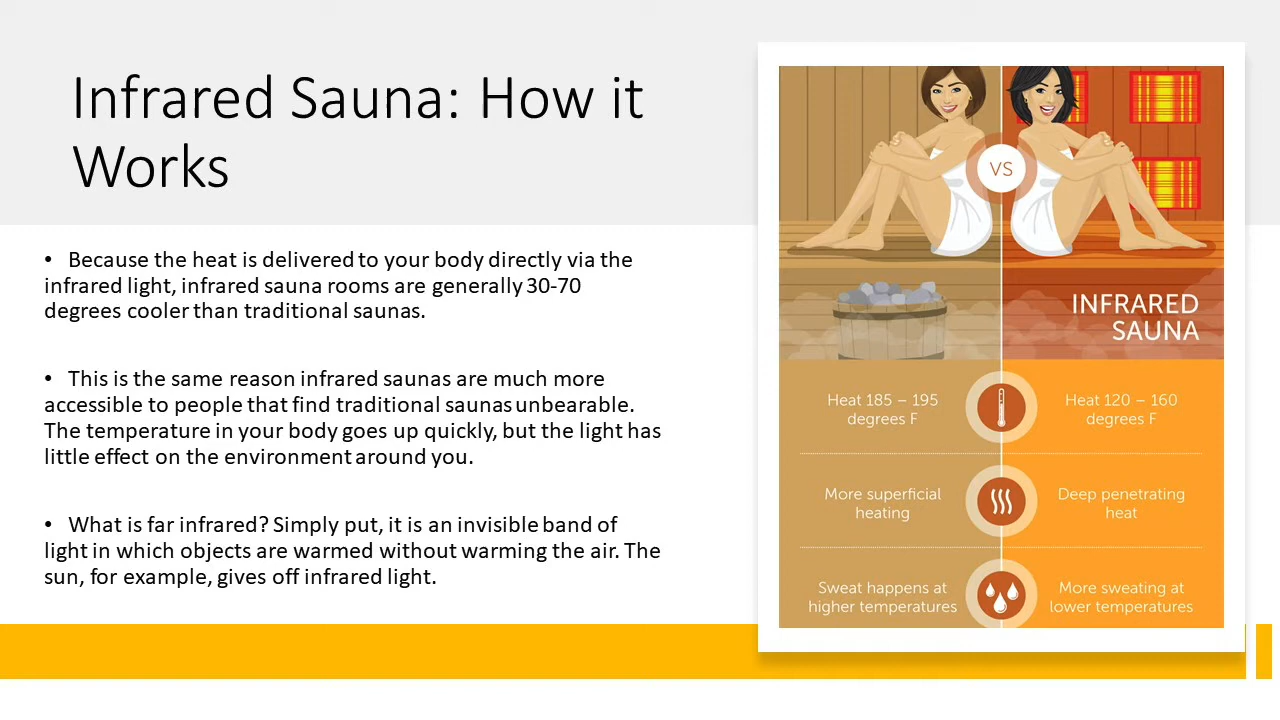 Infrared Sauna: How it
Works
• Because the heat is delivered to your body directly via the
infrared light, infrared sauna rooms are generally 30-70
degrees cooler than traditional saunas.
• This is the same reason infrared saunas are much more
accessible to people that find traditional saunas unbearable.
The temperature in your body goes up quickly, but the light has
little effect on the environment around you.
• What is far infrared? Simply put, it is an invisible band of
light in which objects are warmed without warming the air. The
sun, for example, gives off infrared light.
VS
INFRARED
SAUNA
Heat 185 – 195
degrees F
Heat 120 – 160
degrees F
More superficial
heating
Deep penetrating
heat
Sweat happens at
higher temperatures
More sweating at
lower temperatures